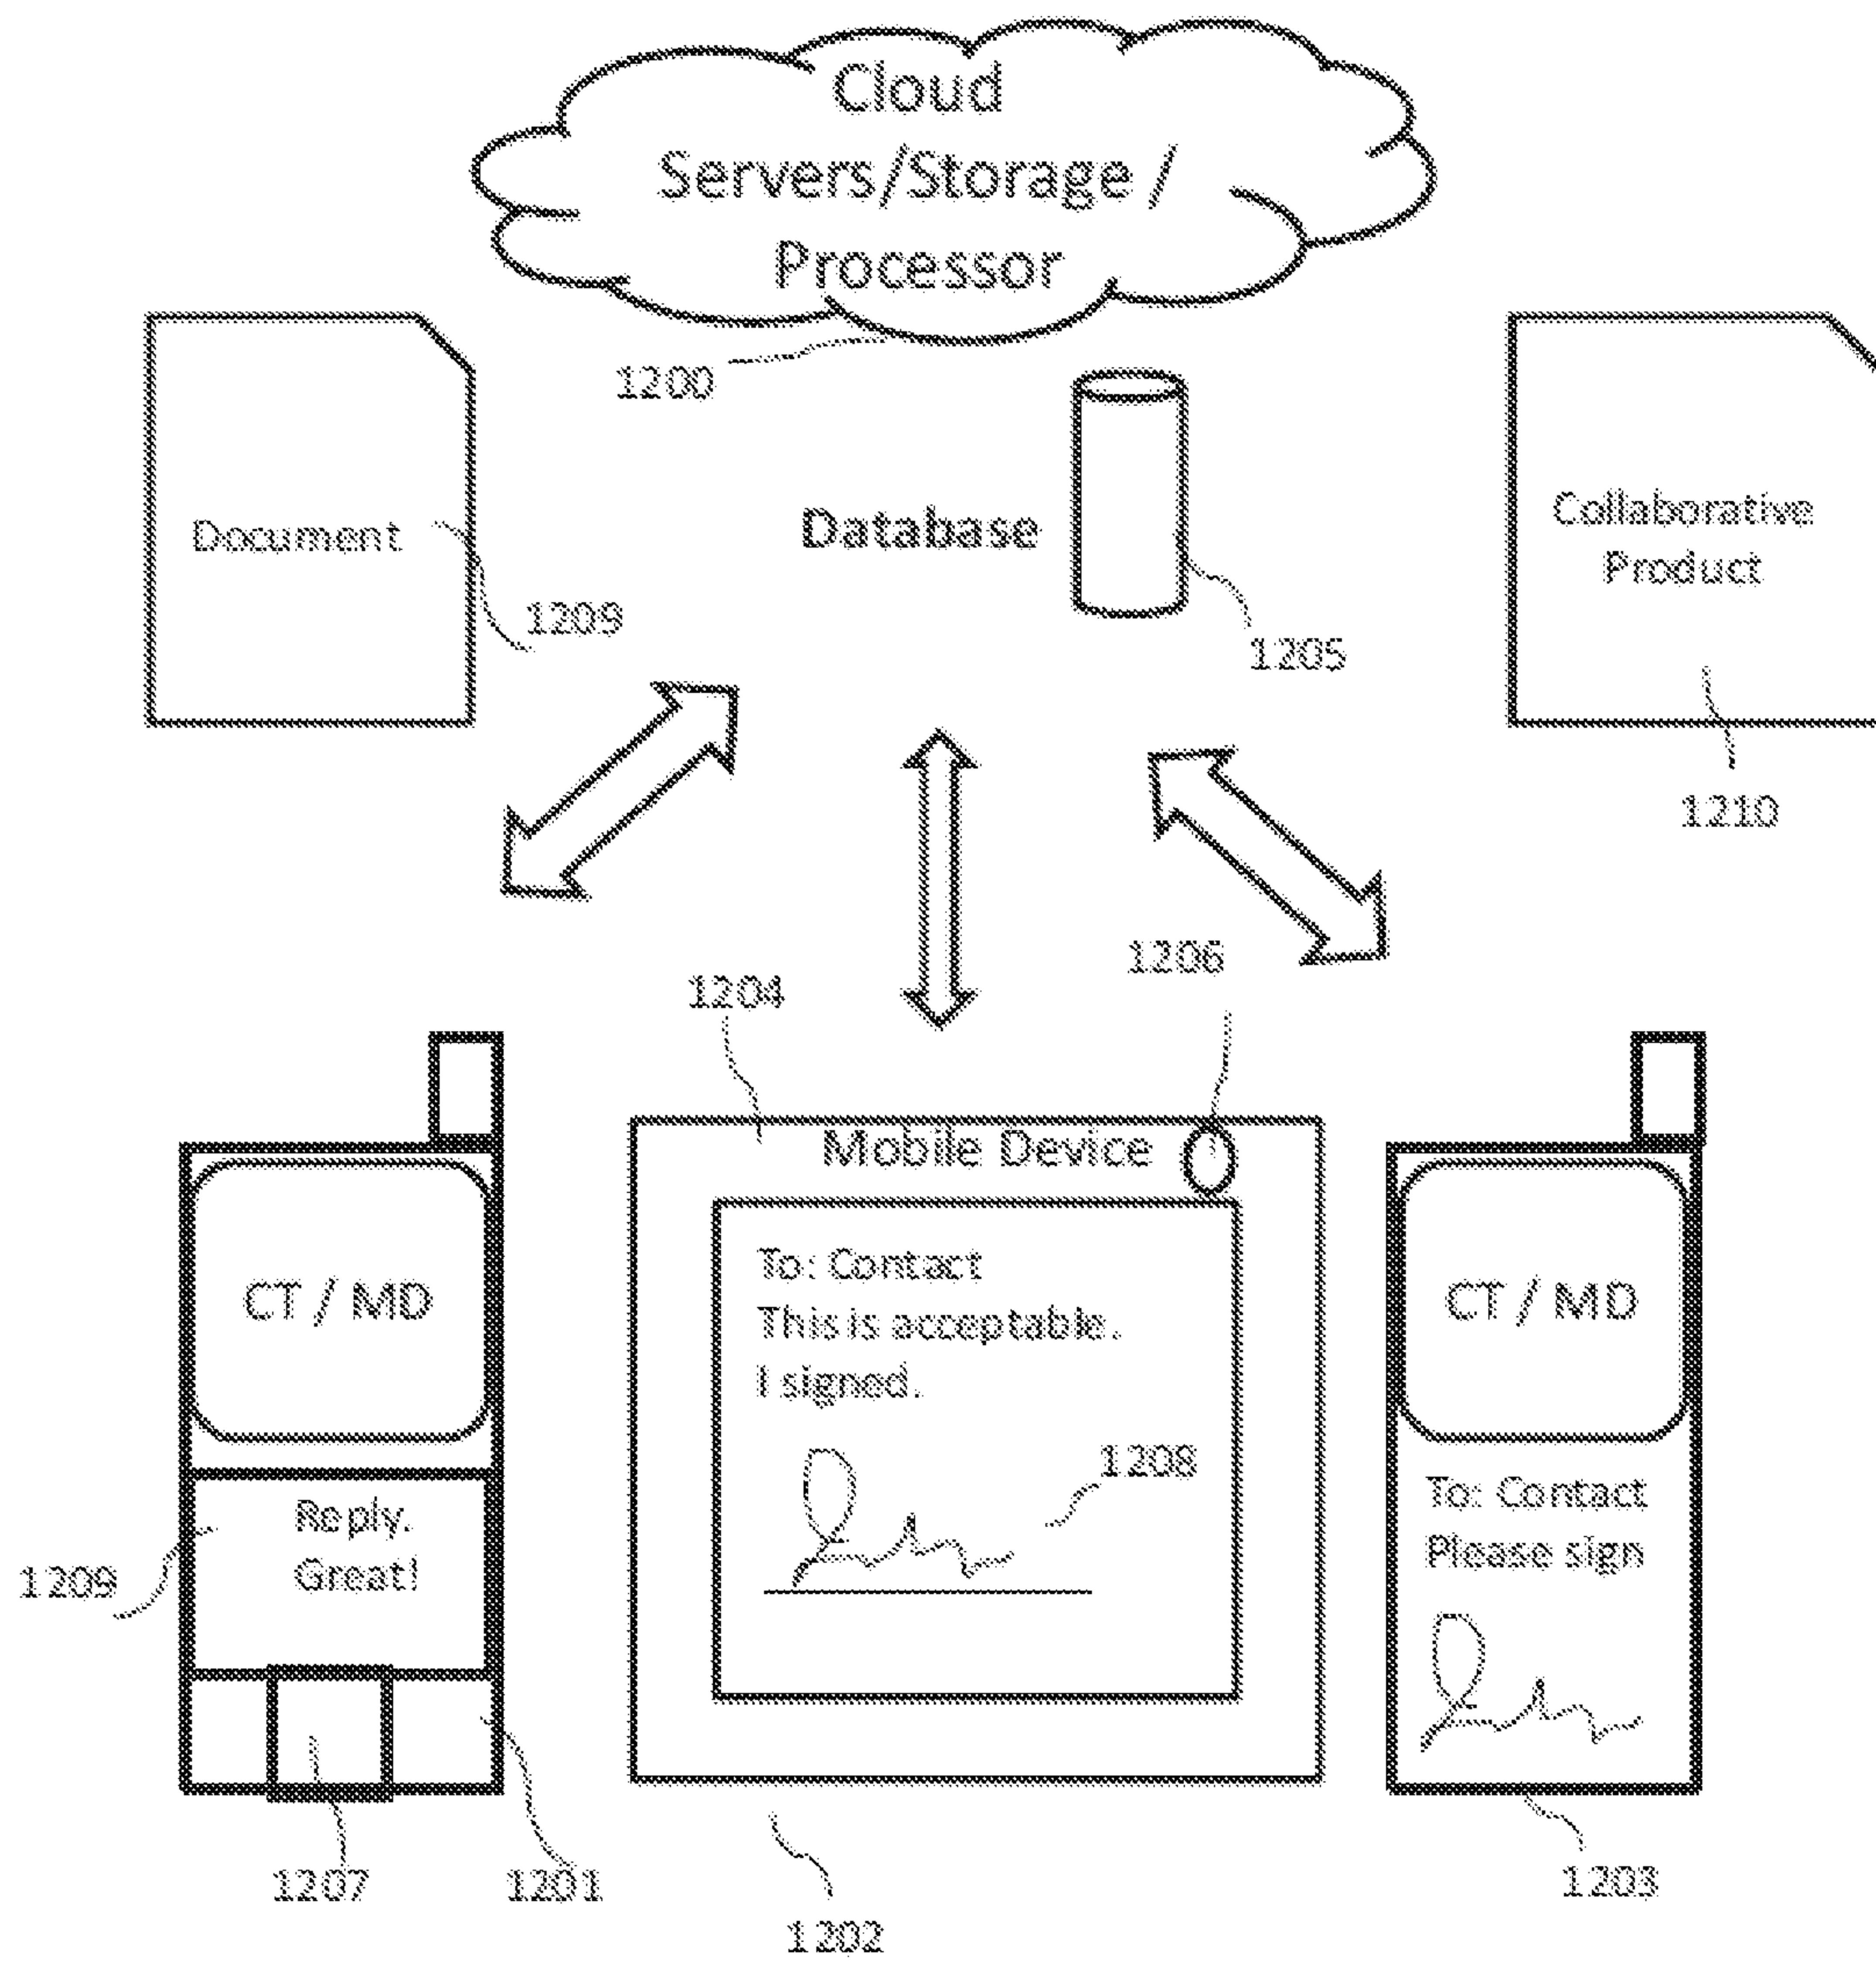 Cloud
Servers/Storage /
Processor
1200
Document
1209
Database
1205
Collaborative
Product
1210
1204
1206
Mobile Device
CT / MD
Reply.
Great!
1209
1207
1201
To: Contact
This is acceptable.
I signed.
1208
1202
CT / MD
To: Contact
Please sign
1203